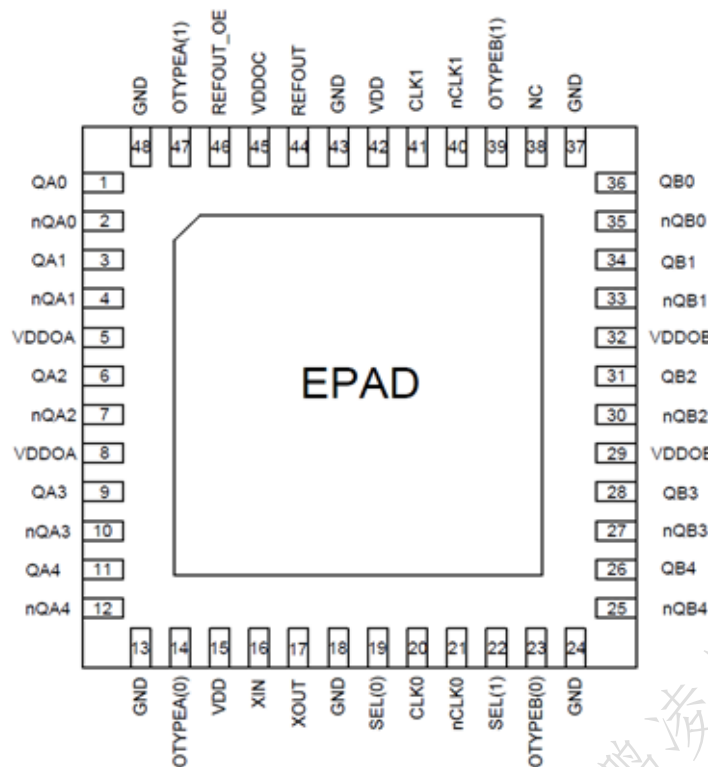 GND OTYPEA(1) REFOUT_OE VDDOC REFOUT GND VDD CLK1 nCLK1 OTYPEB(1) NC GND
48 47 46 45 44 43 42 41 40 39 38 37
QA0 1 36 QB0
nQA0 2 35 nQB0
QA1 3 34 QB1
nQA1 4 33 nQB1
VDDOA 5 32 VDDOB
QA2 6 31 QB2
EPAD
nQA2 7 30 nQB2
VDDOA 8 29 VDDOB
QA3 9 28 QB3
nQA3 10 27 nQB3
QA4 11 26 QB4
nQA4 12 25 nQB4
13 14 15 16 17 18 19 20 21 22 23 24
GND OTYPEA(0) VDD XIN XOUT GND SEL(0) CLK0 nCLK0 SEL(1) OTYPEB(0) GND